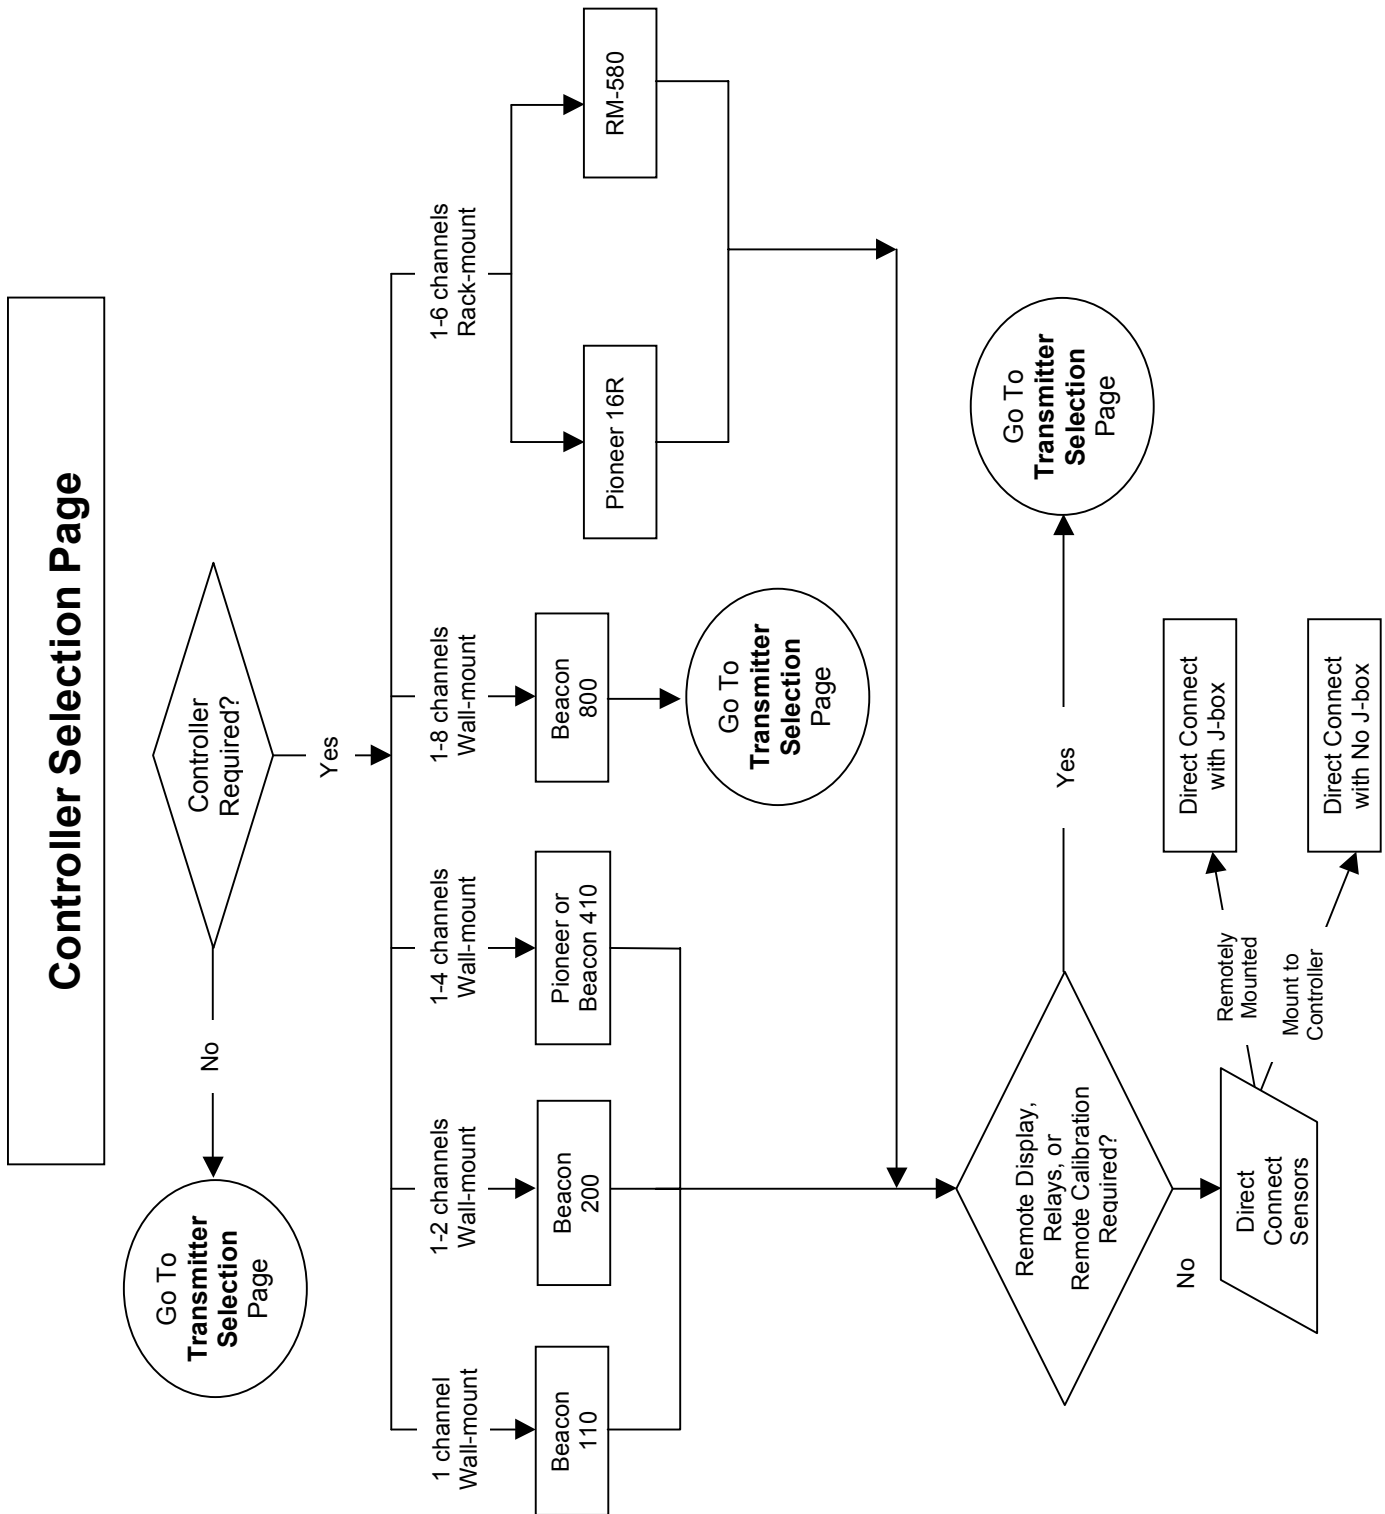 Controller Selection Page
Controller
Required?
No
Go To
Transmitter
Selection
Page
Yes
1 channel
Wall-mount
1-2 channels
Wall-mount
1-4 channels
Wall-mount
1-8 channels
Wall-mount
1-6 channels
Rack-mount
Beacon
110
Beacon
200
Pioneer or
Beacon 410
Beacon
800
Pioneer 16R
RM-580
Go To
Transmitter
Selection
Page
Remote Display,
Relays, or
Remote Calibration
Required?
Yes
Go To
Transmitter
Selection
Page
No
Direct
Connect
Sensors
Remotely
Mounted
Direct Connect
with J-box
Mount to
Controller
Direct Connect
with No J-box